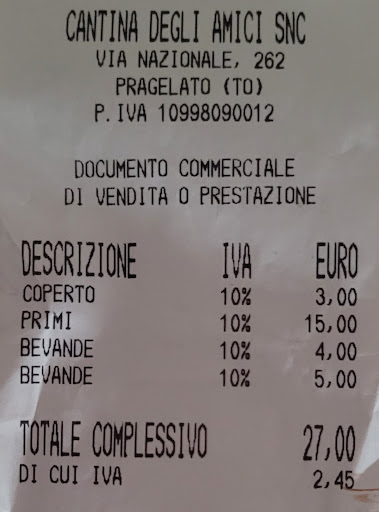 CANTINA DEGLI AMICI SNC
VIA NAZIONALE, 262
PRAGELATO (TO)
P.IVA 10998090012
DOCUMENTO COMMERCIALE
DI VENDITA O PRESTAZIONE
DESCRIZIONE IVA EURO
COPERTO 10% 3,00
PRIMI 10% 15,00
BEVANDE 10% 4,00
BEVANDE 10% 5,00
TOTALE COMPLESSIVO 27,00
DI CUI IVA 2,45